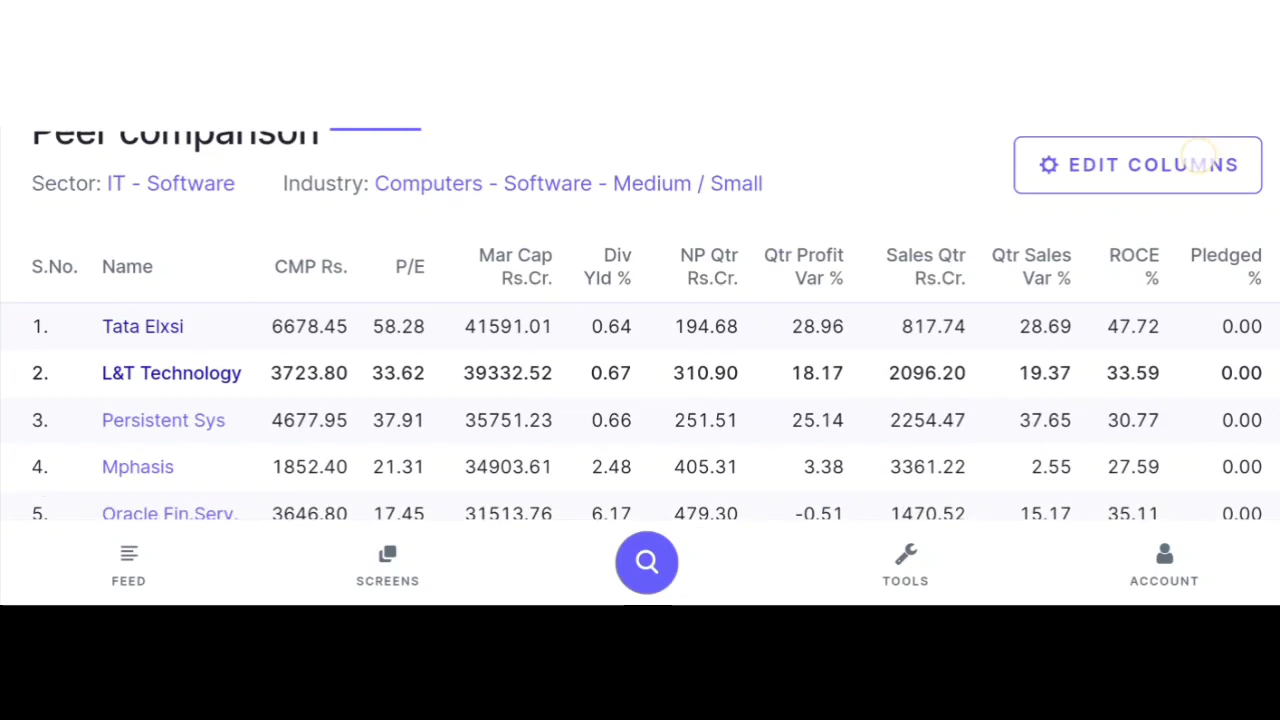 Peer comparison
Sector: IT - Software Industry: Computers - Software - Medium / Small
EDIT COLUMNS
S.No. Name CMP Rs. P/E Mar Cap Rs.Cr. Div Yld % NP Qtr Rs.Cr. Qtr Profit Var % Sales Qtr Rs.Cr. Qtr Sales Var % ROCE % Pledged %
1. Tata Elxsi 6678.45 58.28 41591.01 0.64 194.68 28.96 817.74 28.69 47.72 0.00
2. L&T Technology 3723.80 33.62 39332.52 0.67 310.90 18.17 2096.20 19.37 33.59 0.00
3. Persistent Sys 4677.95 37.91 35751.23 0.66 251.51 25.14 2254.47 37.65 30.77 0.00
4. Mphasis 1852.40 21.31 34903.61 2.48 405.31 3.38 3361.22 2.55 27.59 0.00
5. Oracle Fin.Serv. 3646.80 17.45 31513.76 6.17 479.30 -0.51 1470.52 15.17 35.11 0.00
FEED SCREENS TOOLS ACCOUNT